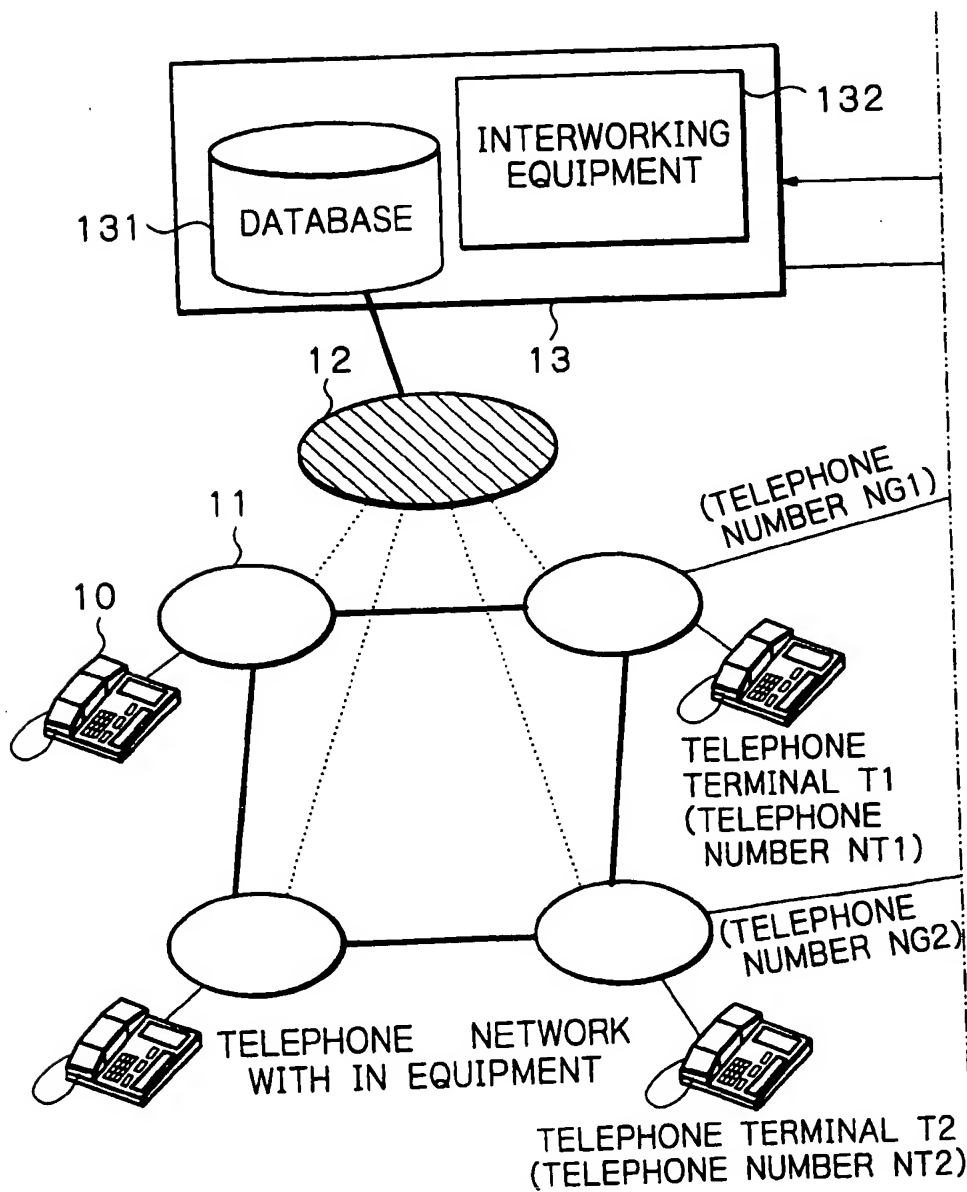 132
INTERWORKING
EQUIPMENT
131
DATABASE
13
12
(TELEPHONE
NUMBER NG1)
11
10
TELEPHONE
TERMINAL T1
(TELEPHONE
NUMBER NT1)
(TELEPHONE
NUMBER NG2)
TELEPHONE NETWORK
WITH IN EQUIPMENT
TELEPHONE TERMINAL T2
(TELEPHONE NUMBER NT2)